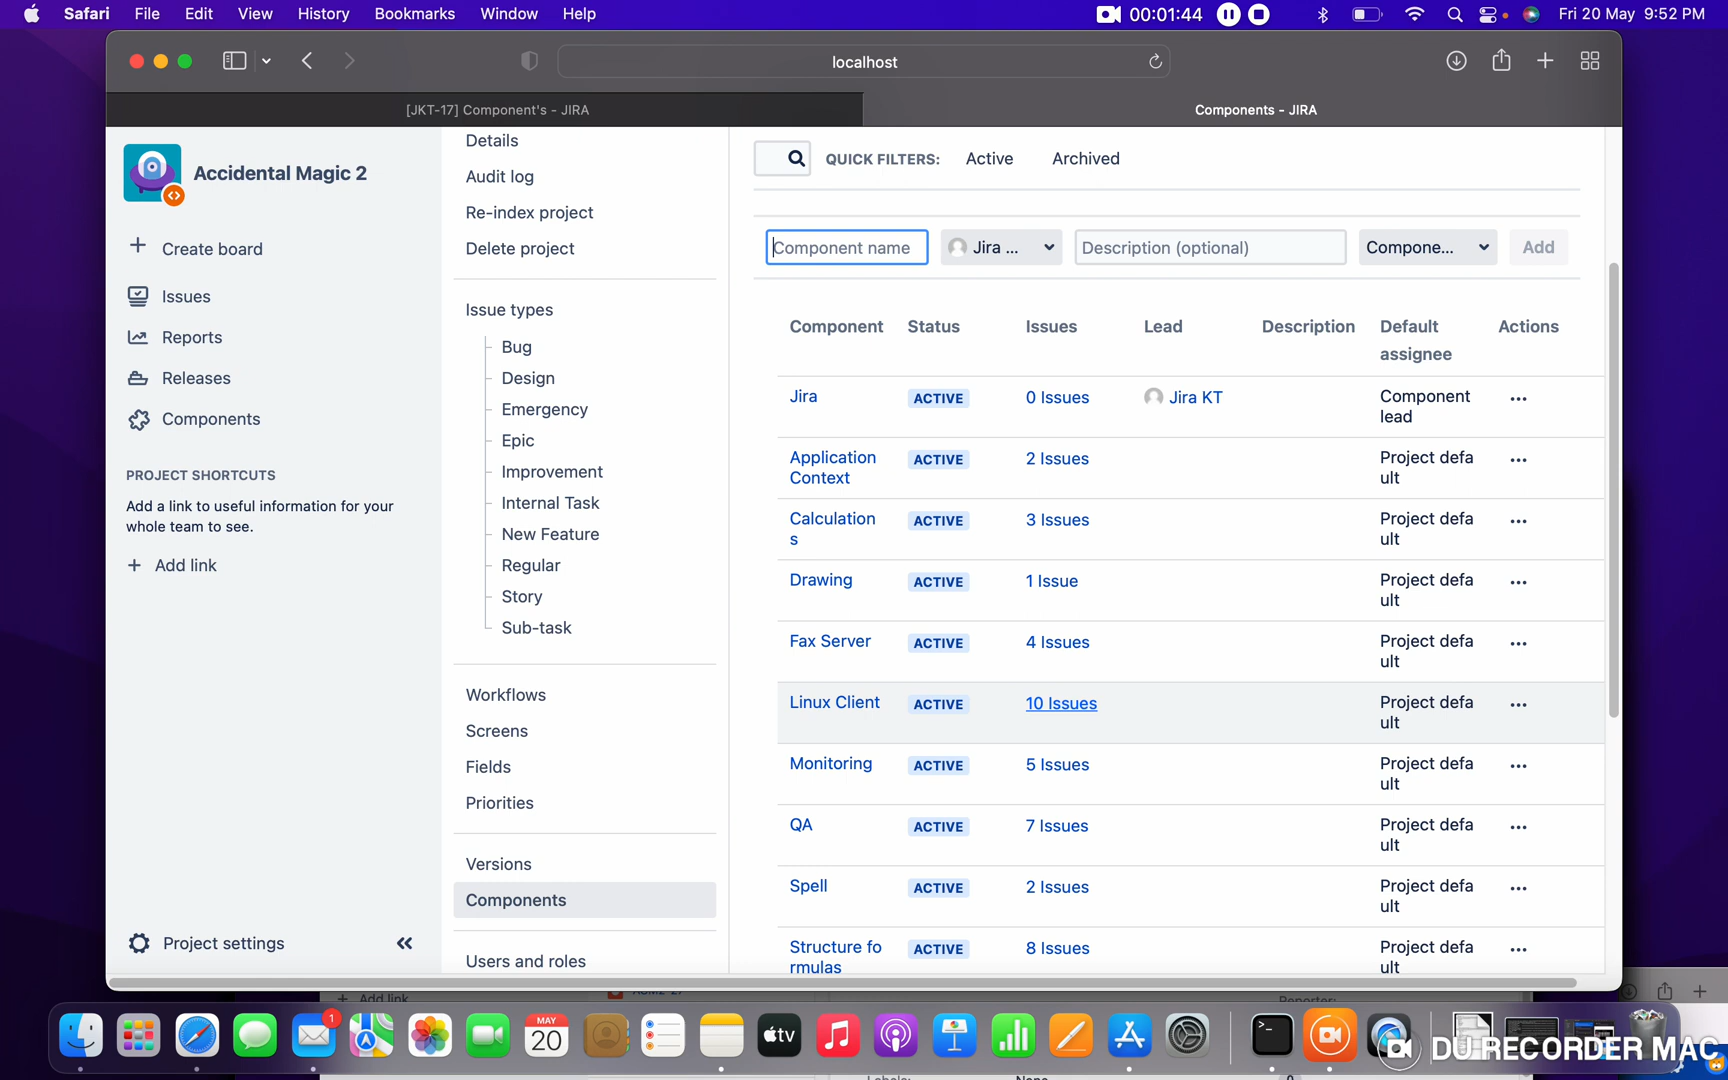 Safari File Edit View History Bookmarks Window Help 00:01:44 Fri 20 May 9:52 PM
localhost
[JKT-17] Component's - JIRA
Components - JIRA
Accidental Magic 2
Create board
Issues
Reports
Releases
Components
PROJECT SHORTCUTS
Add a link to useful information for your
whole team to see.
+ Add link
Project settings
Details
Audit log
Re-index project
Delete project
Issue types
Bug
Design
Emergency
Epic
Improvement
Internal Task
New Feature
Regular
Story
Sub-task
Workflows
Screens
Fields
Priorities
Versions
Components
Users and roles
QUICK FILTERS: Active Archived
Component name Jira ... Description (optional) Compone... Add
Component Status Issues Lead Description Default Actions
assignee
Jira ACTIVE 0 Issues Jira KT Component
lead
Application ACTIVE 2 Issues Project defa
Context ult
Calculation ACTIVE 3 Issues Project defa
s ult
Drawing ACTIVE 1 Issue Project defa
ult
Fax Server ACTIVE 4 Issues Project defa
ult
Linux Client ACTIVE 10 Issues Project defa
ult
Monitoring ACTIVE 5 Issues Project defa
ult
QA ACTIVE 7 Issues Project defa
ult
Spell ACTIVE 2 Issues Project defa
ult
Structure fo ACTIVE 8 Issues Project defa
rmulas ult
+ Add link
Reporter:
1
MAY
20
tv
DU RECORDER MAC